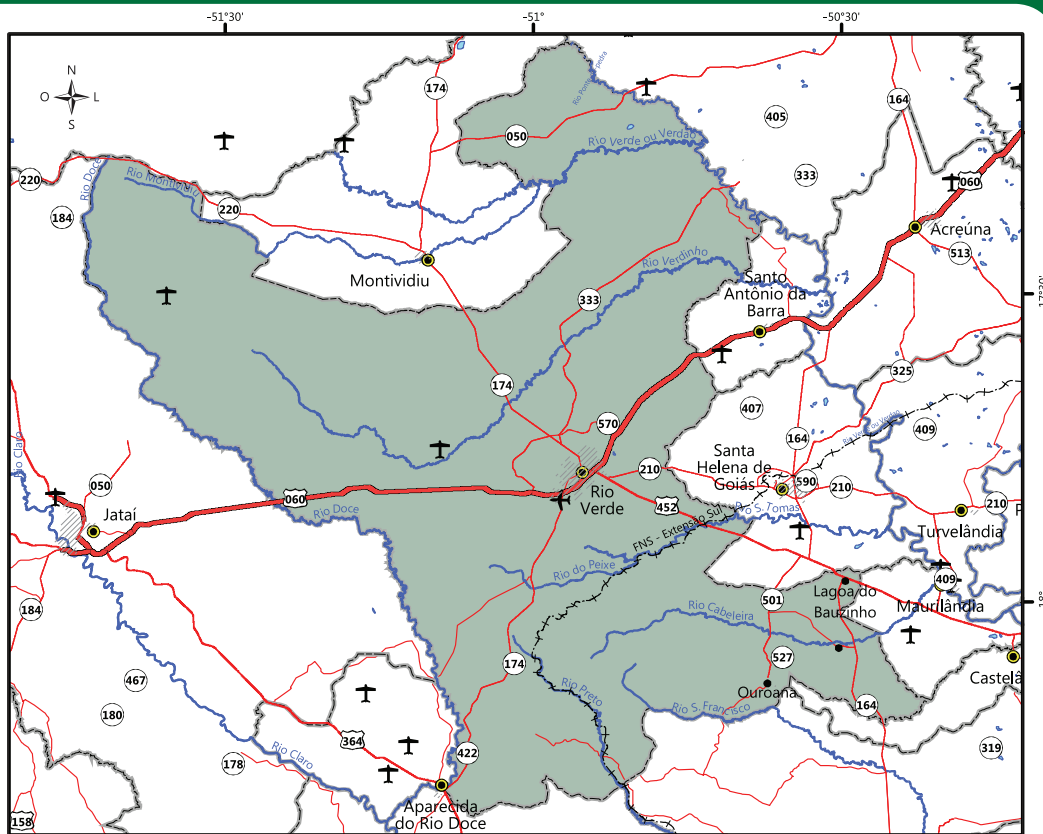 -51°30'
-51°
-50°30'
N
O
L
S
174
050
Rio Verde ou Verdão
405
164
333
220
184
Rio Doce
Rio Montividiu
220
060
Acreúna
513
Montividiu
Rio Verdinho
Santo
Antônio da
Barra
333
174
325
407
570
164
409
Rio Claro
050
Jataí
060
Rio Doce
Rio
Verde
210
452
Santa
Helena de
Goiás
590
210
210
Turvelândia
FNS - Extensão Sul
S. Tomas
Rio do Peixe
184
501
Lagoa do
Bauzinho
409
Maurilândia
18°
Rio Cabeleira
527
174
467
180
Rio Preto
Ouroana
Rio S. Francisco
164
319
364
422
Rio Claro
178
158
Aparecida
do Rio Doce